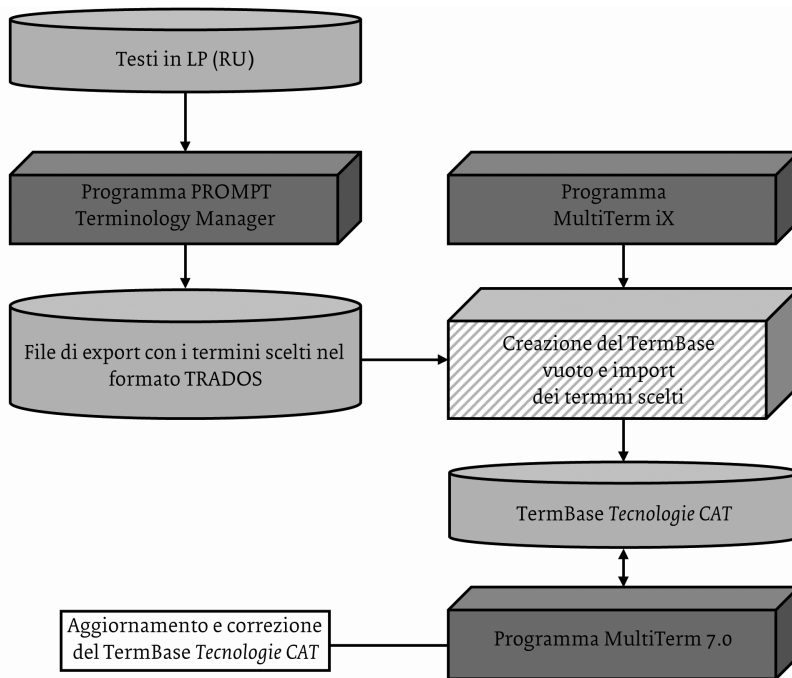 Testi in LP (RU)
Programma PROMPT
Terminology Manager
Programma
MultiTerm iX
File di export con i termini scelti nel
formato TRADOS
Creazione del TermBase
vuoto e import
dei termini scelti
TermBase Tecnologie CAT
Aggiornamento e correzione
del TermBase Tecnologie CAT
Programma MultiTerm 7.0